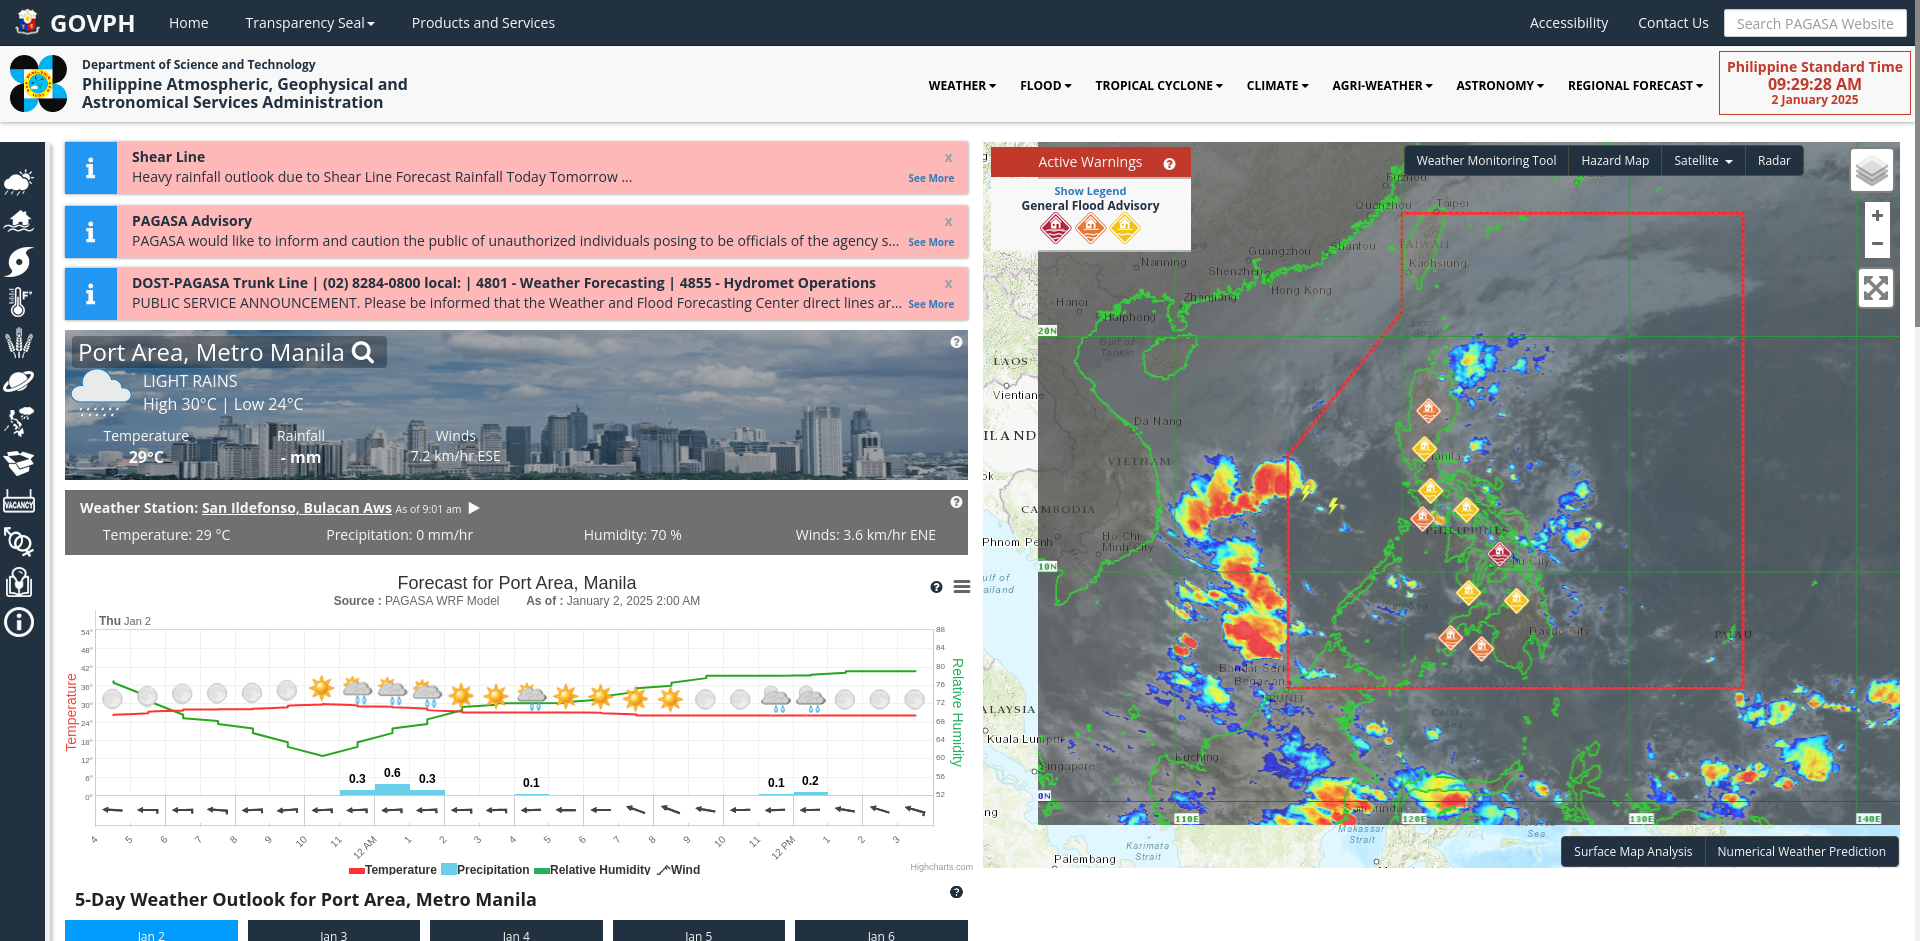 GOVPH
Home
Transparency Seal
Products and Services
Accessibility
Contact Us
Search PAGASA Website
Department of Science and Technology
Philippine Atmospheric, Geophysical and
Astronomical Services Administration
WEATHER
FLOOD
TROPICAL CYCLONE
CLIMATE
AGRI-WEATHER
ASTRONOMY
REGIONAL FORECAST
Philippine Standard Time
09:29:28 AM
2 January 2025
Shear Line
x
Heavy rainfall outlook due to Shear Line Forecast Rainfall Today Tomorrow ...
See More
PAGASA Advisory
x
PAGASA would like to inform and caution the public of unauthorized individuals posing to be officials of the agency s...
See More
DOST-PAGASA Trunk Line | (02) 8284-0800 local: | 4801 - Weather Forecasting | 4855 - Hydromet Operations
x
PUBLIC SERVICE ANNOUNCEMENT. Please be informed that the Weather and Flood Forecasting Center direct lines ar...
See More
Port Area, Metro Manila
LIGHT RAINS
High 30°C | Low 24°C
Temperature
29°C
Rainfall
- mm
Winds
7.2 km/hr ESE
VACANCY
Weather Station: San Ildefonso, Bulacan Aws As of 9:01 am
Temperature: 29 °C
Precipitation: 0 mm/hr
Humidity: 70 %
Winds: 3.6 km/hr ENE
Forecast for Port Area, Manila
Source : PAGASA WRF Model As of : January 2, 2025 2:00 AM
Thu Jan 2
54°
48°
42°
36°
30°
24°
18°
12°
6°
0°
Temperature
88
84
80
76
72
68
64
60
56
52
Relative Humidity
0.3
0.6
0.3
0.1
0.1
0.2
4
5
6
7
8
9
10
11
12 AM
1
2
3
4
5
6
7
8
9
10
11
12 PM
1
2
3
Temperature
Precipitation
Relative Humidity
Wind
Highcharts.com
5-Day Weather Outlook for Port Area, Metro Manila
Jan 2
Jan 3
Jan 4
Jan 5
Jan 6
Active Warnings
Show Legend
General Flood Advisory
Weather Monitoring Tool
Hazard Map
Satellite
Radar
+
−
Fuzhou
Quanzhou
Taipei
Shantou
TAIWAN
Guangzhou
Kaohsiung
Nanning
Shenzhen
Hong Kong
Zhanjiang
Hanoi
Haiphong
20N
Luzon
Strait
Gulf of
Tonkin
LAOS
Vientiane
Da Nang
ILAND
VIETNAM
Manila
ok
CAMBODIA
PHILIPPINES
Phnom Penh
Ho Chi
Minh City
Cebu City
10N
ulf of
ailand
Davao City
PALAU
Bandar Seri
Begawan
BRUNEI
ALAYSIA
Celebes
Sea
Kuala Lumpur
Kuching
Singapore
0N
ng
Samarinda
110E
120E
130E
140E
Makassar
Strait
Sea
Karimata
Strait
Palembang
Surface Map Analysis
Numerical Weather Prediction